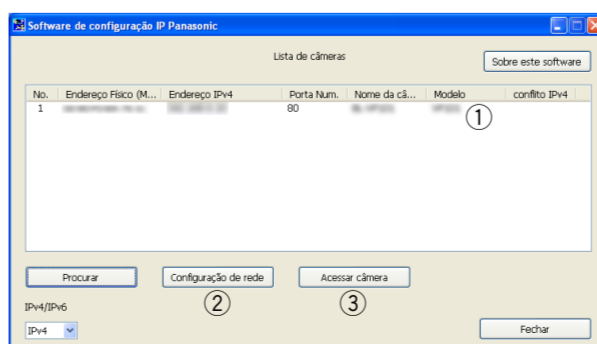 Software de configuração IP Panasonic
Lista de câmeras
Sobre este software
No. Endereço Físico (M... Endereço IPv4 Porta Num. Nome da câ... Modelo conflito IPv4
1 80
①
Procurar Configuração de rede Acessar câmera
② ③
IPv4/IPv6
IPv4 Fechar